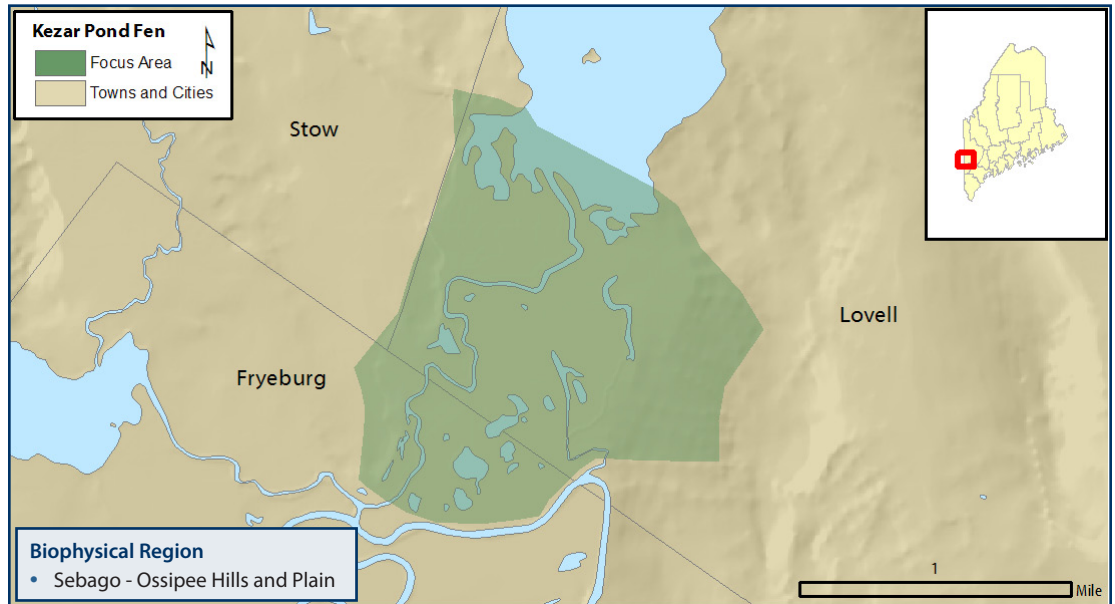 Kezar Pond Fen
N
Focus Area
Towns and Cities
Stow
Lovell
Fryeburg
Biophysical Region
• Sebago - Ossipee Hills and Plain
1
Mile